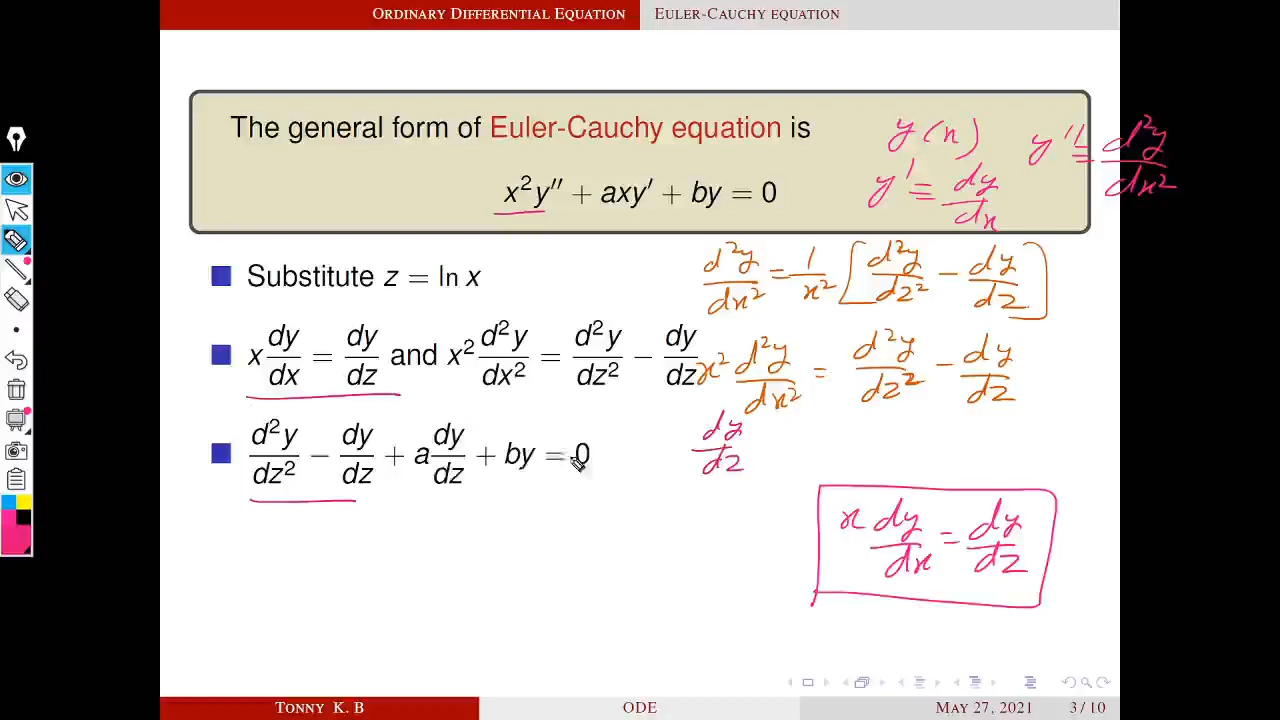 ORDINARY DIFFERENTIAL EQUATION EULER-CAUCHY EQUATION
The general form of Euler-Cauchy equation is
x²y″ + axy′ + by = 0
y(x) y″ = d²y/dx²
y′ = dy/dx
Substitute z = ln x
d²y/dx² = 1/x² [d²y/dz² − dy/dz]
x dy/dx = dy/dz and x² d²y/dx² = d²y/dz² − dy/dz
x² d²y/dx² = d²y/dz² − dy/dz
d²y/dz² − dy/dz + a dy/dz + by = 0
dy/dz
x dy/dx = dy/dz
TONNY K. B ODE MAY 27, 2021 3 / 10